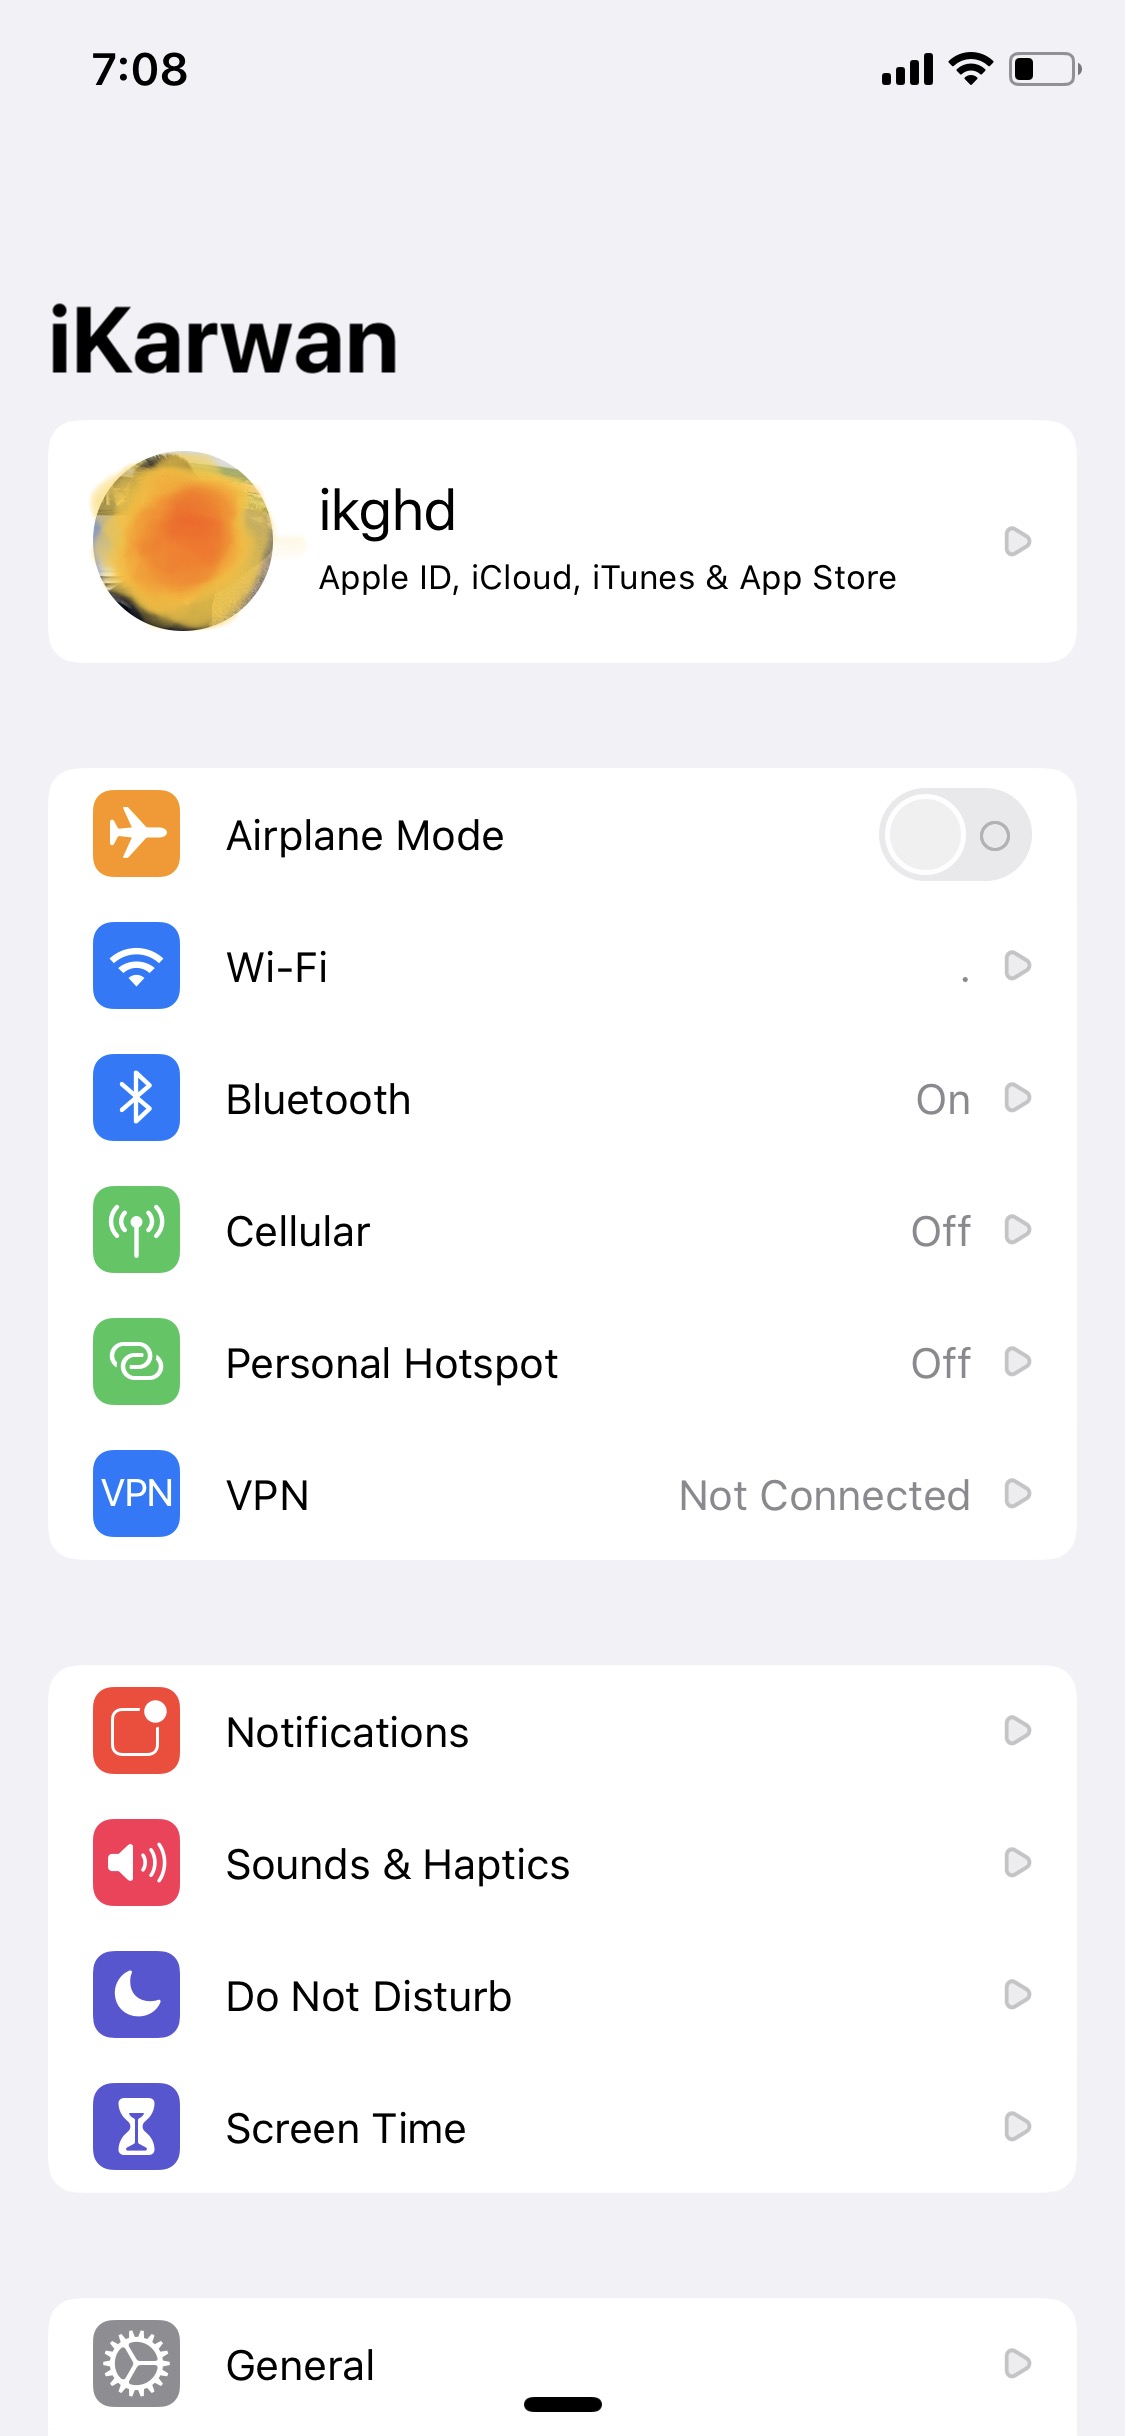 7:08
iKarwan
ikghd
Apple ID, iCloud, iTunes & App Store
Airplane Mode
Wi-Fi .
Bluetooth On
Cellular Off
Personal Hotspot Off
VPN VPN Not Connected
Notifications
Sounds & Haptics
Do Not Disturb
Screen Time
General